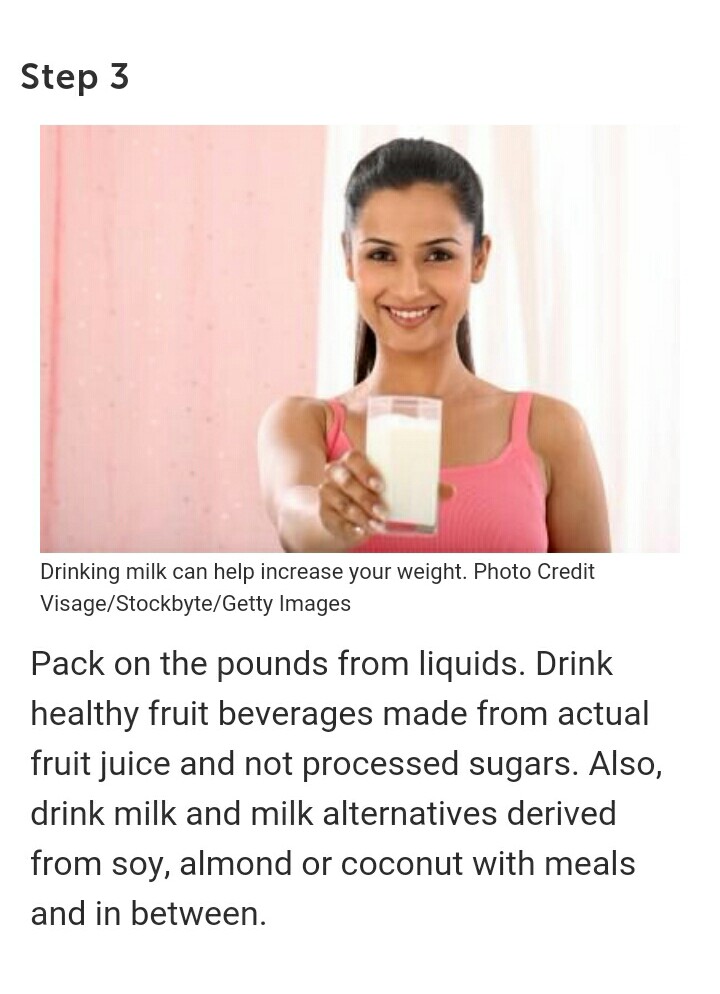 Step 3
Drinking milk can help increase your weight. Photo Credit
Visage/Stockbyte/Getty Images
Pack on the pounds from liquids. Drink
healthy fruit beverages made from actual
fruit juice and not processed sugars. Also,
drink milk and milk alternatives derived
from soy, almond or coconut with meals
and in between.